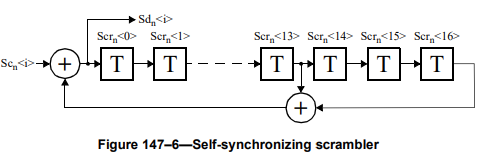 Sdn<i>
Scrn<0> Scrn<1> Scrn<13> Scrn<14> Scrn<15> Scrn<16>
Scn<i> + T T T T T T
+
Figure 147–6—Self-synchronizing scrambler